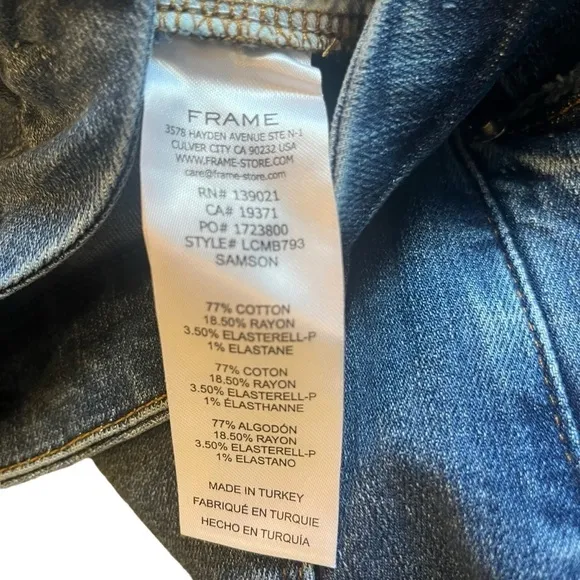 FRAME
3578 HAYDEN AVENUE STE N-1
CULVER CITY CA 90232 USA
WWW.FRAME-STORE.COM
care@frame-store.com
RN# 139021
CA# 19371
PO# 1723800
STYLE# LCMB793
SAMSON
77% COTTON
18.50% RAYON
3.50% ELASTERELL-P
1% ELASTANE
77% COTON
18.50% RAYON
3.50% ELASTERELL-P
1% ÉLASTHANNE
77% ALGODÓN
18.50% RAYON
3.50% ELASTERELL-P
1% ELASTANO
MADE IN TURKEY
FABRIQUÉ EN TURQUIE
HECHO EN TURQUÍA